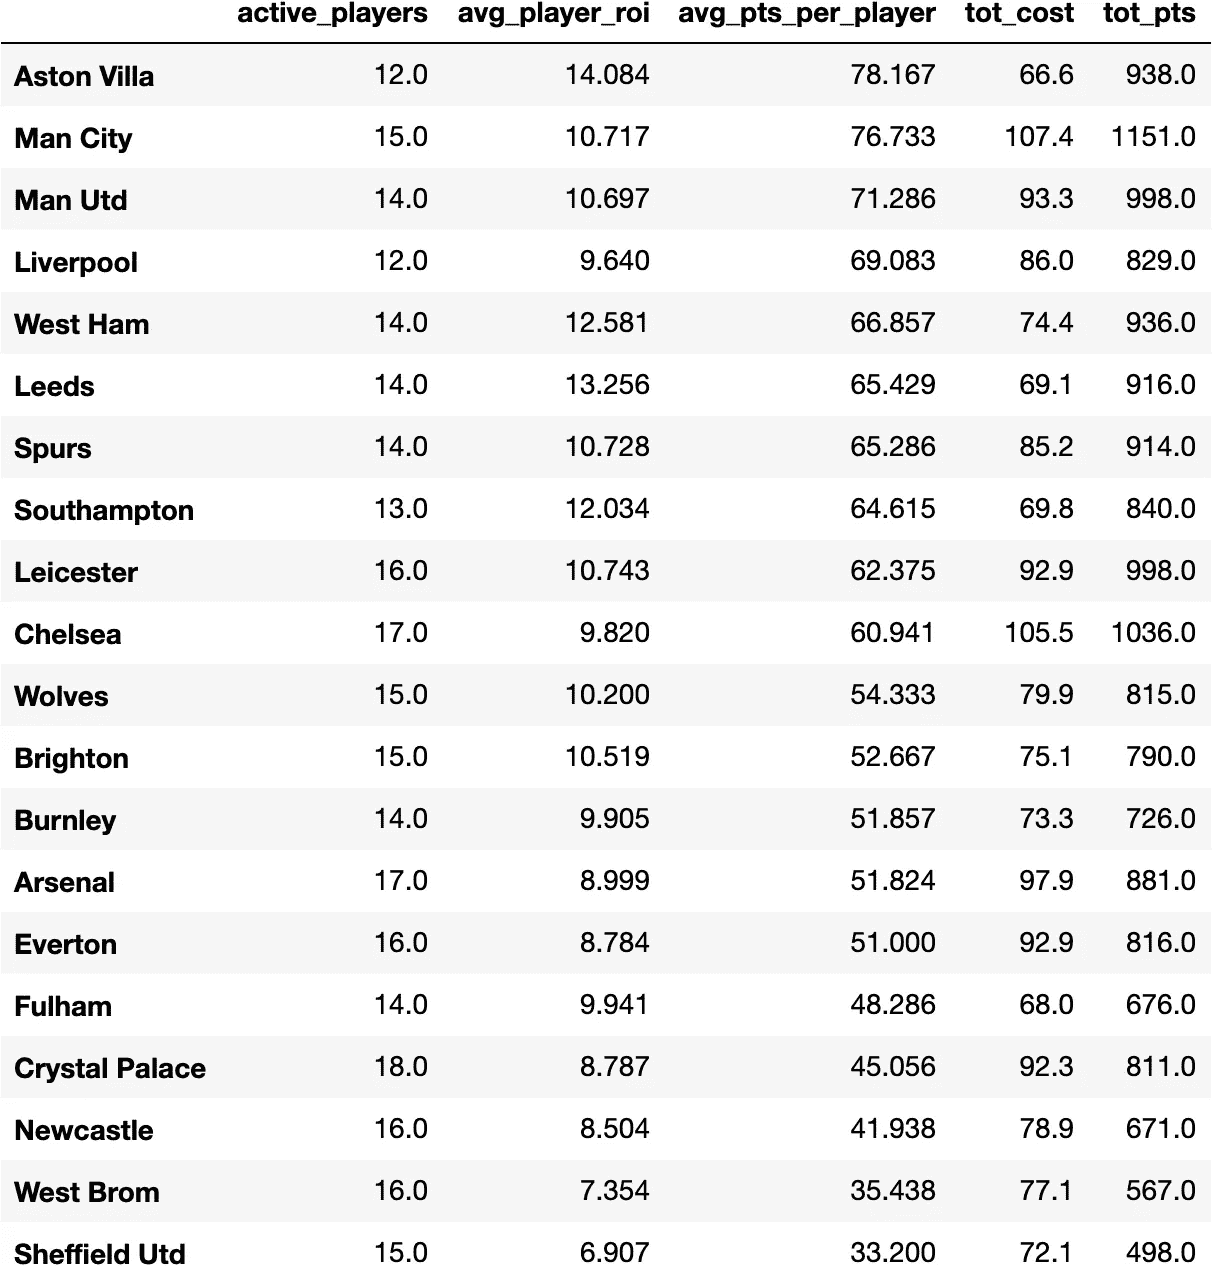 active_players avg_player_roi avg_pts_per_player tot_cost tot_pts
Aston Villa 12.0 14.084 78.167 66.6 938.0
Man City 15.0 10.717 76.733 107.4 1151.0
Man Utd 14.0 10.697 71.286 93.3 998.0
Liverpool 12.0 9.640 69.083 86.0 829.0
West Ham 14.0 12.581 66.857 74.4 936.0
Leeds 14.0 13.256 65.429 69.1 916.0
Spurs 14.0 10.728 65.286 85.2 914.0
Southampton 13.0 12.034 64.615 69.8 840.0
Leicester 16.0 10.743 62.375 92.9 998.0
Chelsea 17.0 9.820 60.941 105.5 1036.0
Wolves 15.0 10.200 54.333 79.9 815.0
Brighton 15.0 10.519 52.667 75.1 790.0
Burnley 14.0 9.905 51.857 73.3 726.0
Arsenal 17.0 8.999 51.824 97.9 881.0
Everton 16.0 8.784 51.000 92.9 816.0
Fulham 14.0 9.941 48.286 68.0 676.0
Crystal Palace 18.0 8.787 45.056 92.3 811.0
Newcastle 16.0 8.504 41.938 78.9 671.0
West Brom 16.0 7.354 35.438 77.1 567.0
Sheffield Utd 15.0 6.907 33.200 72.1 498.0